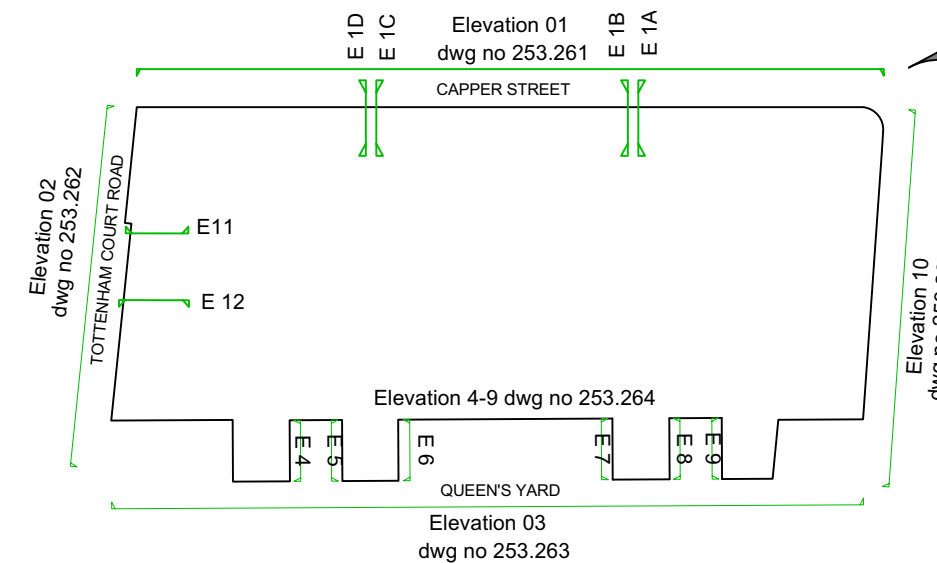 E 1D
E 1C
Elevation 01
dwg no 253.261
E 1B
E 1A
CAPPER STREET
Elevation 02
dwg no 253.262
TOTTENHAM COURT ROAD
E11
E 12
Elevation 10
dwg no
Elevation 4-9 dwg no 253.264
E 4
E 5
E 6
E 7
E 8
E 9
QUEEN'S YARD
Elevation 03
dwg no 253.263